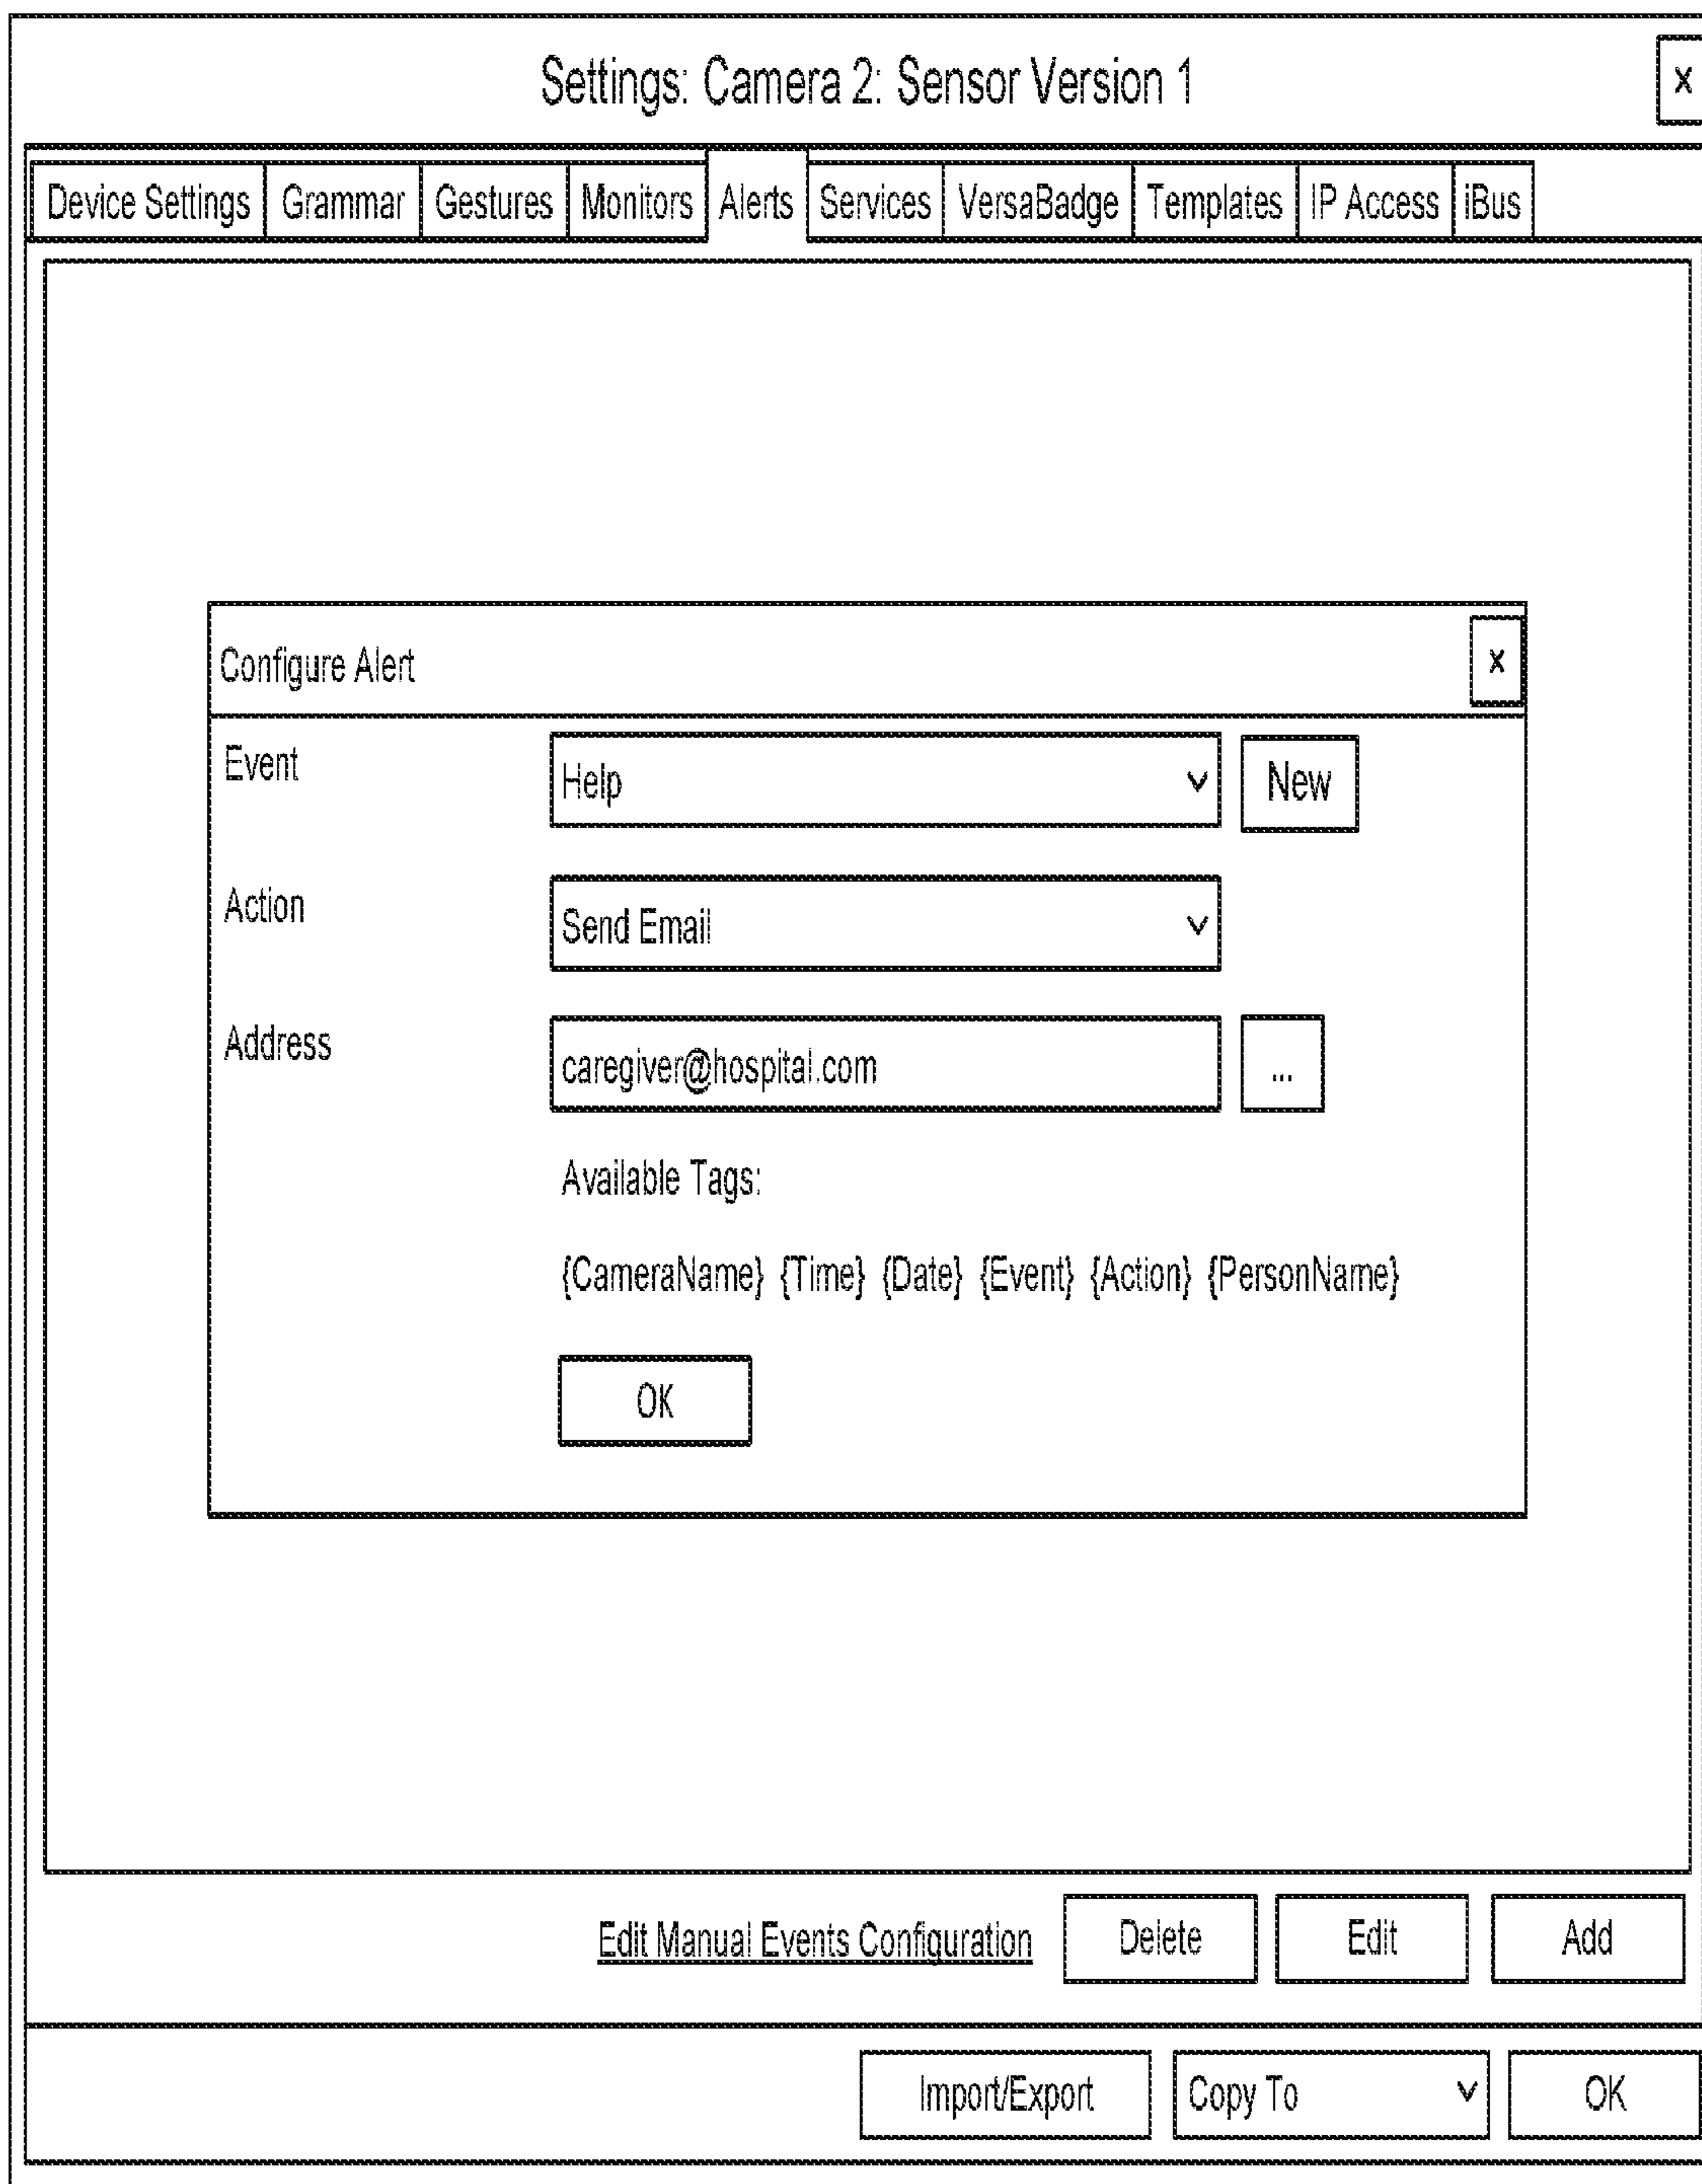 Settings: Camera 2: Sensor Version 1 x
Device Settings Grammar Gestures Monitors Alerts Services VersaBadge Templates IP Access iBus
Configure Alert x
Event Help v New
Action Send Email v
Address caregiver@hospital.com ...
Available Tags:
{CameraName} {Time} {Date} {Event} {Action} {PersonName}
OK
Edit Manual Events Configuration Delete Edit Add
Import/Export Copy To v OK